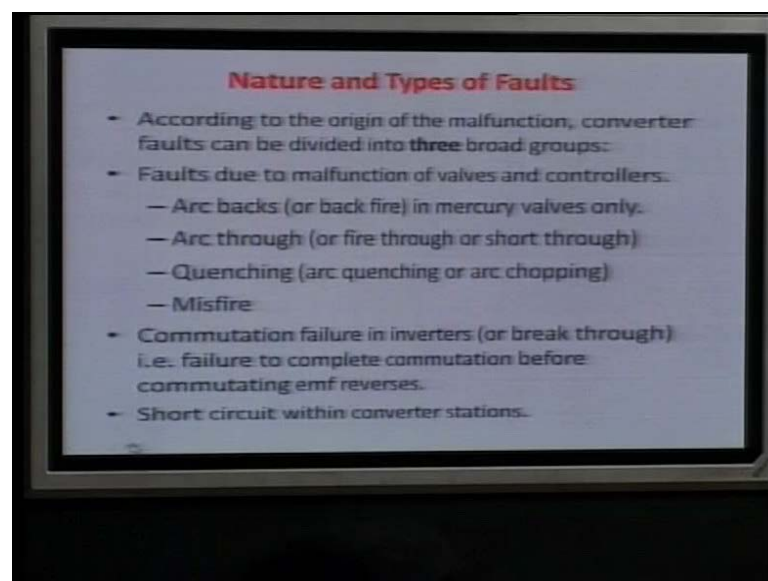 Nature and Types of Faults
- According to the origin of the malfunction, converter
faults can be divided into three broad groups:
- Faults due to malfunction of valves and controllers.
— Arc backs (or back fire) in mercury valves only.
— Arc through (or fire through or short through)
— Quenching (arc quenching or arc chopping)
— Misfire
- Commutation failure in inverters (or break through)
i.e. failure to complete commutation before
commutating emf reverses.
- Short circuit within converter stations.